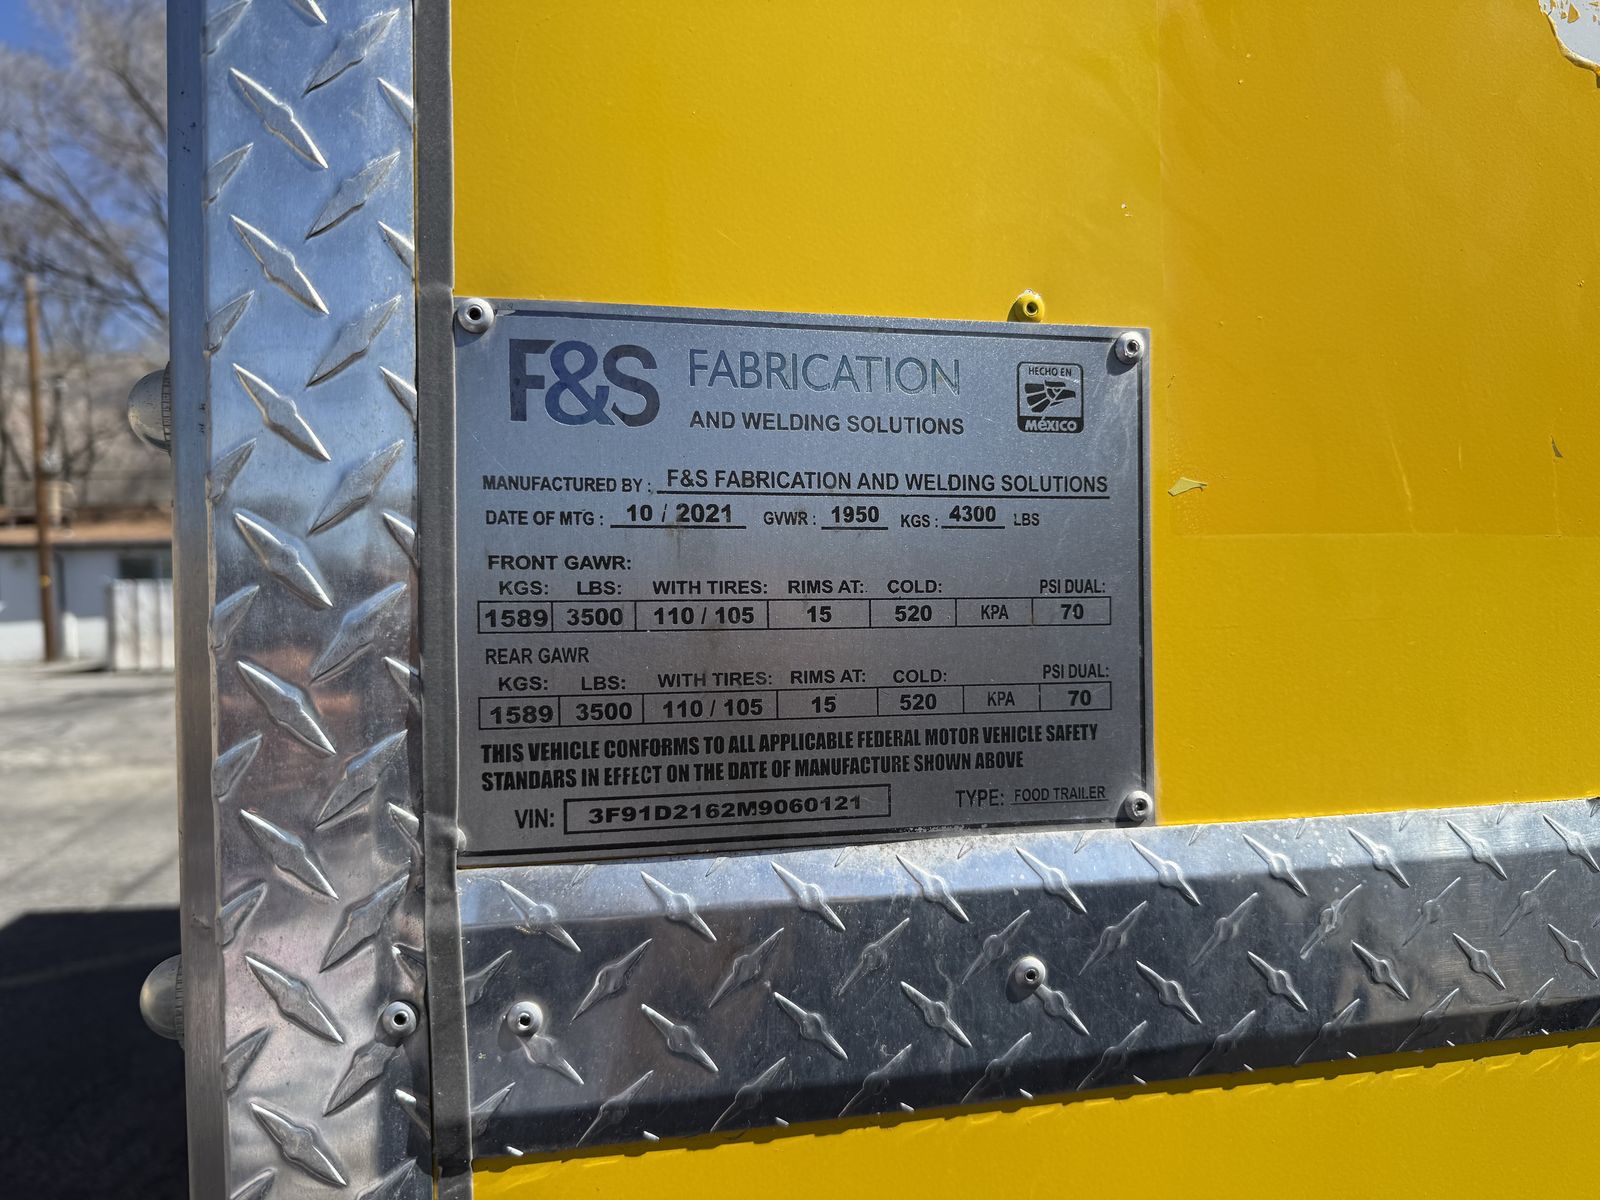 F&S FABRICATION
AND WELDING SOLUTIONS
HECHO EN
MéXICO
MANUFACTURED BY : F&S FABRICATION AND WELDING SOLUTIONS
DATE OF MTG : 10 / 2021 GVWR : 1950 KGS : 4300 LBS
FRONT GAWR:
KGS: LBS: WITH TIRES: RIMS AT: COLD: PSI DUAL:
1589 3500 110 / 105 15 520 KPA 70
REAR GAWR
KGS: LBS: WITH TIRES: RIMS AT: COLD: PSI DUAL:
1589 3500 110 / 105 15 520 KPA 70
THIS VEHICLE CONFORMS TO ALL APPLICABLE FEDERAL MOTOR VEHICLE SAFETY
STANDARS IN EFFECT ON THE DATE OF MANUFACTURE SHOWN ABOVE
VIN: 3F91D2162M9060121 TYPE: FOOD TRAILER